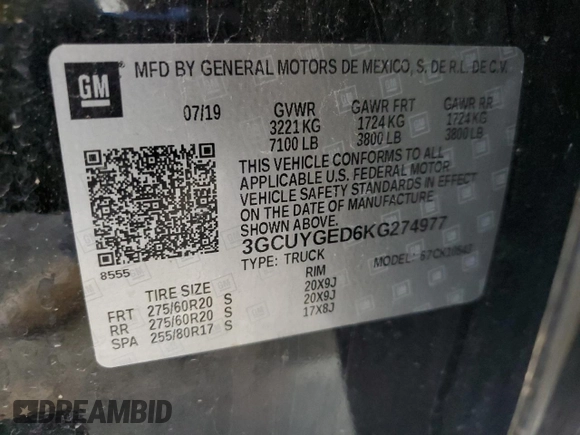 GM
MFD BY GENERAL MOTORS DE MEXICO, S. DE R.L. DE C.V.
07/19 GVWR GAWR FRT GAWR RR
3221 KG 1724 KG 1724 KG
7100 LB 3800 LB 3800 LB
THIS VEHICLE CONFORMS TO ALL
APPLICABLE U.S. FEDERAL MOTOR
VEHICLE SAFETY STANDARDS IN EFFECT
ON THE DATE OF MANUFACTURE
SHOWN ABOVE
3GCUYGED6KG274977
8555
TYPE: TRUCK MODEL:
TIRE SIZE RIM
FRT 275/60R20 S 20X9J
RR 275/60R20 S 20X9J
SPA 255/80R17 S 17X8J
DREAMBID